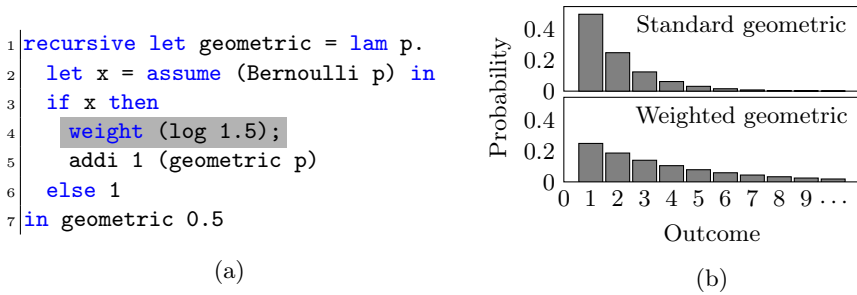 1 recursive let geometric = lam p.
2   let x = assume (Bernoulli p) in
3   if x then
4     weight (log 1.5);
5     addi 1 (geometric p)
6   else 1
7 in geometric 0.5
(a)
Probability
0.4
0.2
0
Standard geometric
0.4
0.2
0
Weighted geometric
0 1 2 3 4 5 6 7 8 9 ...
Outcome
(b)